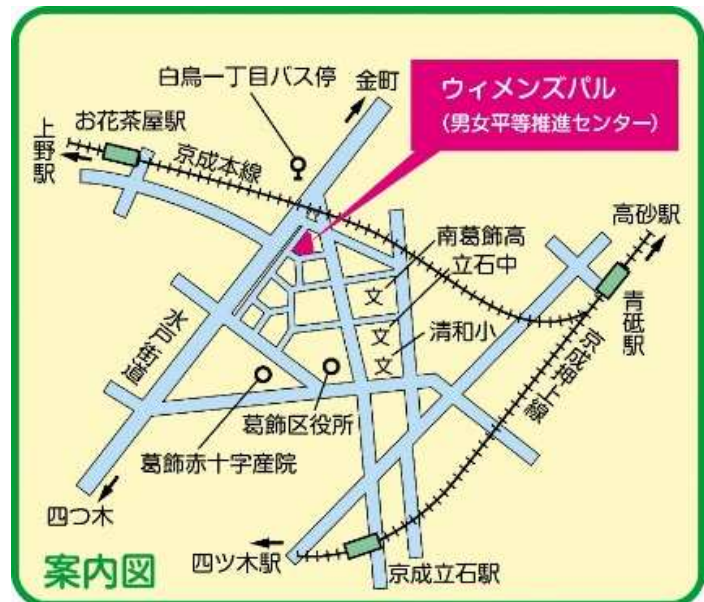 白鳥一丁目バス停
金町
ウィメンズパル
（男女平等推進センター）
お花茶屋駅
上野駅
京成本線
高砂駅
南葛飾高
立石中
文
文
清和小
文
青砥駅
水戸街道
京成押上線
葛飾区役所
葛飾赤十字産院
四つ木
四ツ木駅
京成立石駅
案内図